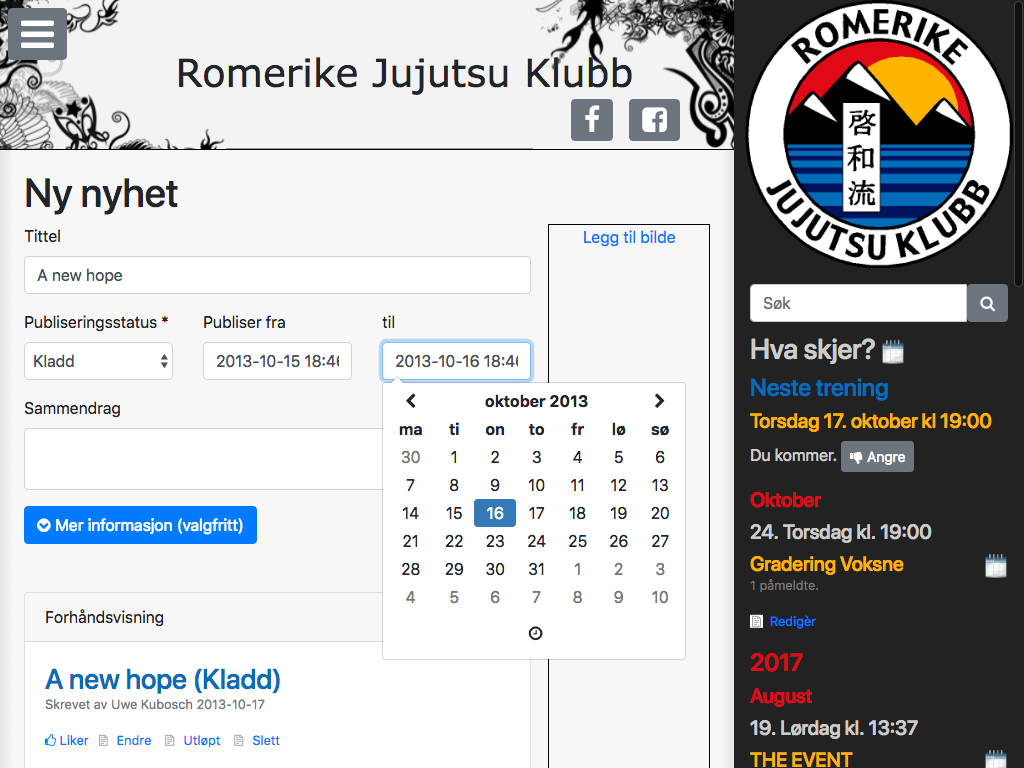 Romerike Jujutsu Klubb
Ny nyhet
Tittel
A new hope
Publiseringsstatus *
Publiser fra
til
Kladd
2013-10-15 18:46
2013-10-16 18:46
Sammendrag
Mer informasjon (valgfritt)
oktober 2013
ma ti on to fr lø sø
30 1 2 3 4 5 6
7 8 9 10 11 12 13
14 15 16 17 18 19 20
21 22 23 24 25 26 27
28 29 30 31 1 2 3
4 5 6 7 8 9 10
Forhåndsvisning
A new hope (Kladd)
Skrevet av Uwe Kubosch 2013-10-17
Liker Endre Utløpt Slett
Legg til bilde
ROMERIKE
啓和流
JUJUTSU KLUBB
Søk
Hva skjer?
Neste trening
Torsdag 17. oktober kl 19:00
Du kommer. Angre
Oktober
24. Torsdag kl. 19:00
Gradering Voksne
1 påmeldte.
Redigèr
2017
August
19. Lørdag kl. 13:37
THE EVENT